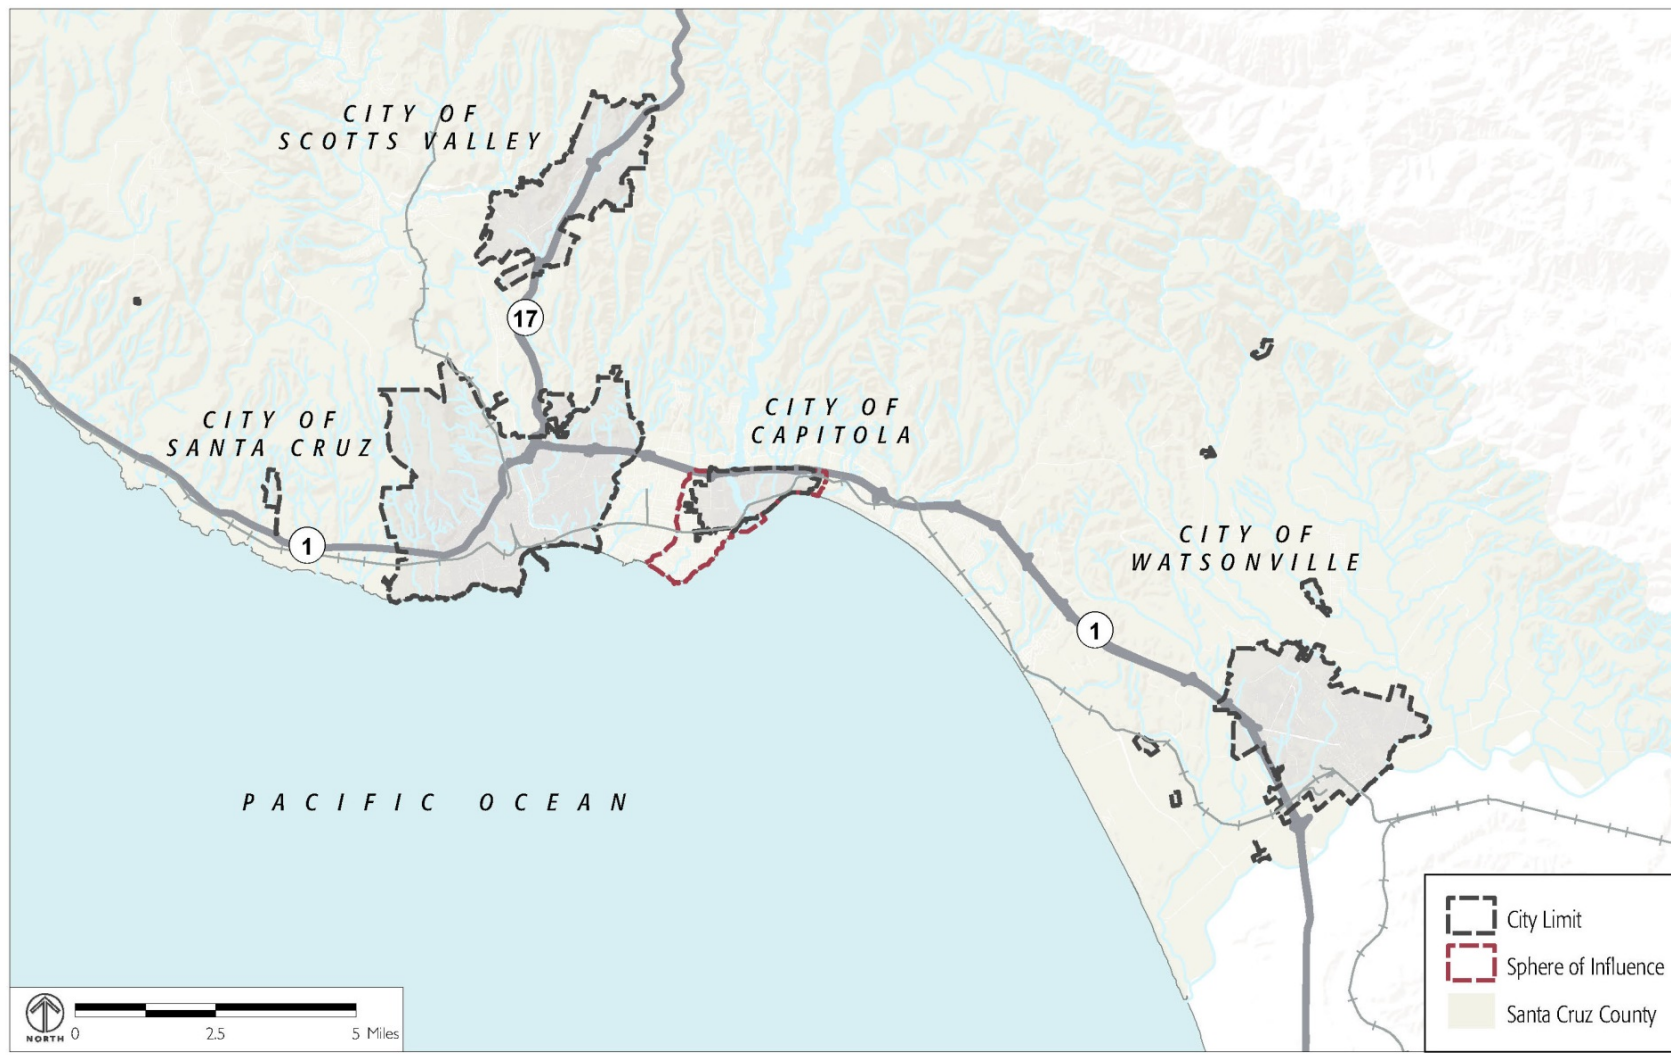 CITY OF
SCOTTS VALLEY
17
CITY OF
SANTA CRUZ
CITY OF
CAPITOLA
1
CITY OF
WATSONVILLE
1
PACIFIC OCEAN
City Limit
Sphere of Influence
Santa Cruz County
NORTH
0 2.5 5 Miles